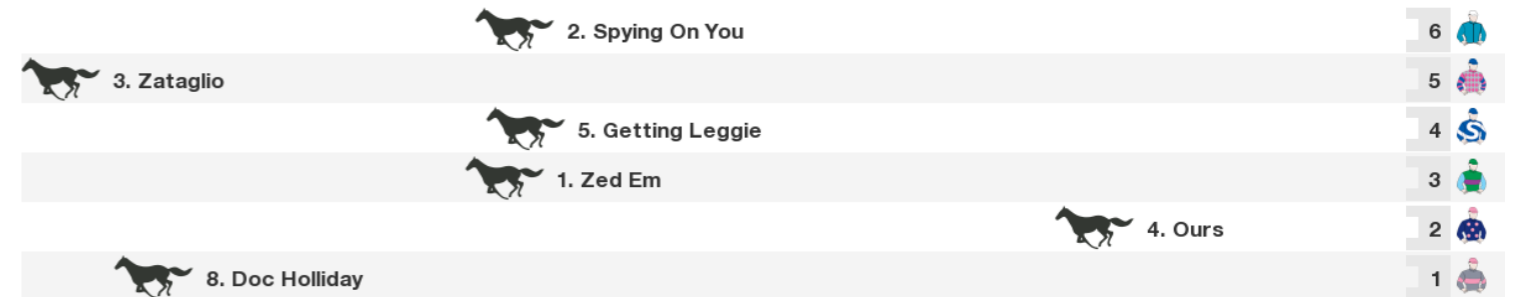 2. Spying On You 6
3. Zataglio 5
5. Getting Leggie 4
1. Zed Em 3
4. Ours 2
8. Doc Holliday 1